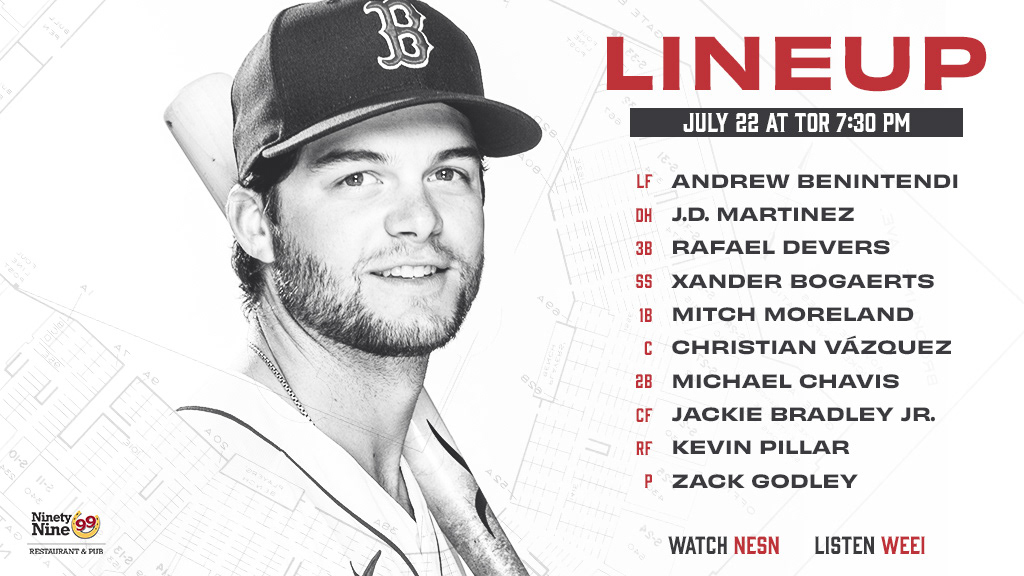 B
LINEUP
JULY 22 AT TOR 7:30 PM
LF ANDREW BENINTENDI
DH J.D. MARTINEZ
3B RAFAEL DEVERS
SS XANDER BOGAERTS
1B MITCH MORELAND
C CHRISTIAN VÁZQUEZ
2B MICHAEL CHAVIS
CF JACKIE BRADLEY JR.
RF KEVIN PILLAR
P ZACK GODLEY
WATCH NESN LISTEN WEEI
Ninety
Nine 99
RESTAURANT & PUB